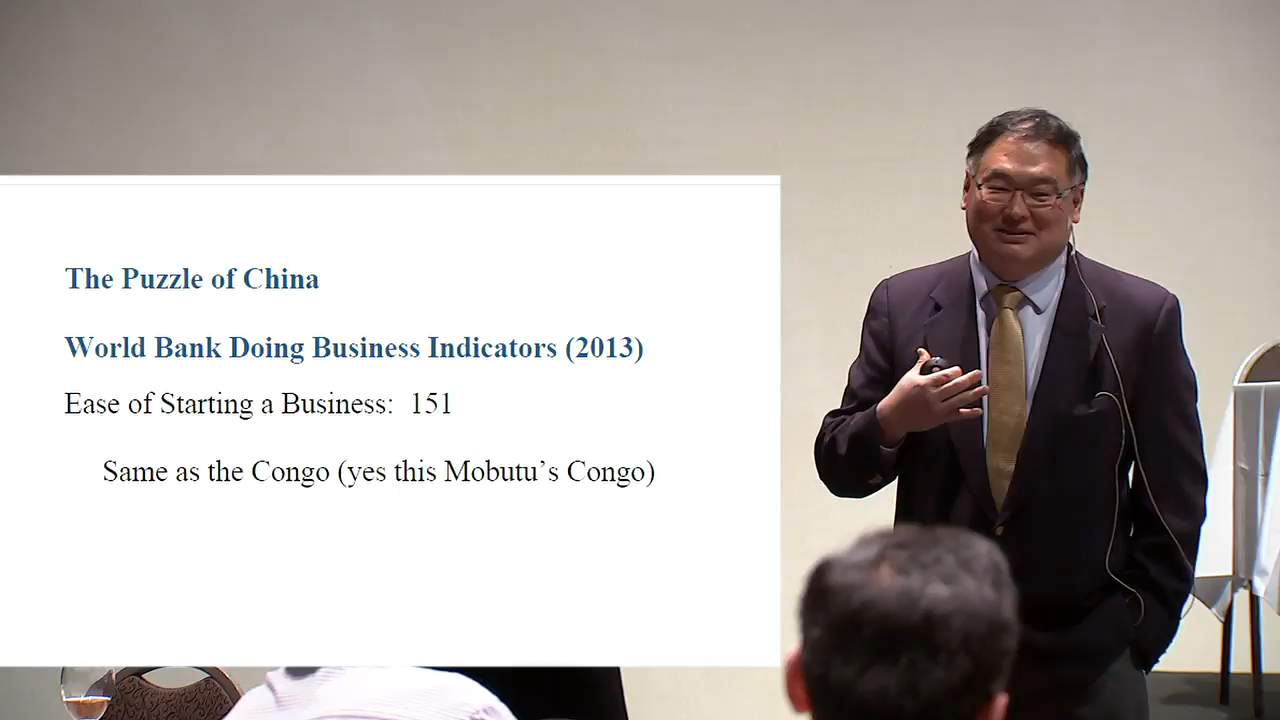 The Puzzle of China
World Bank Doing Business Indicators (2013)
Ease of Starting a Business:  151
Same as the Congo (yes this Mobutu’s Congo)